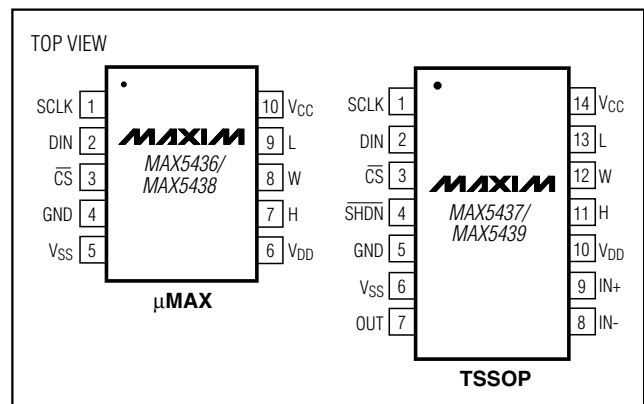 TOP VIEW
SCLK 1
DIN 2
CS 3
GND 4
VSS 5
MAXIM
MAX5436/
MAX5438
10 VCC
9 L
8 W
7 H
6 VDD
μMAX
SCLK 1
DIN 2
CS 3
SHDN 4
GND 5
VSS 6
OUT 7
MAXIM
MAX5437/
MAX5439
14 VCC
13 L
12 W
11 H
10 VDD
9 IN+
8 IN-
TSSOP